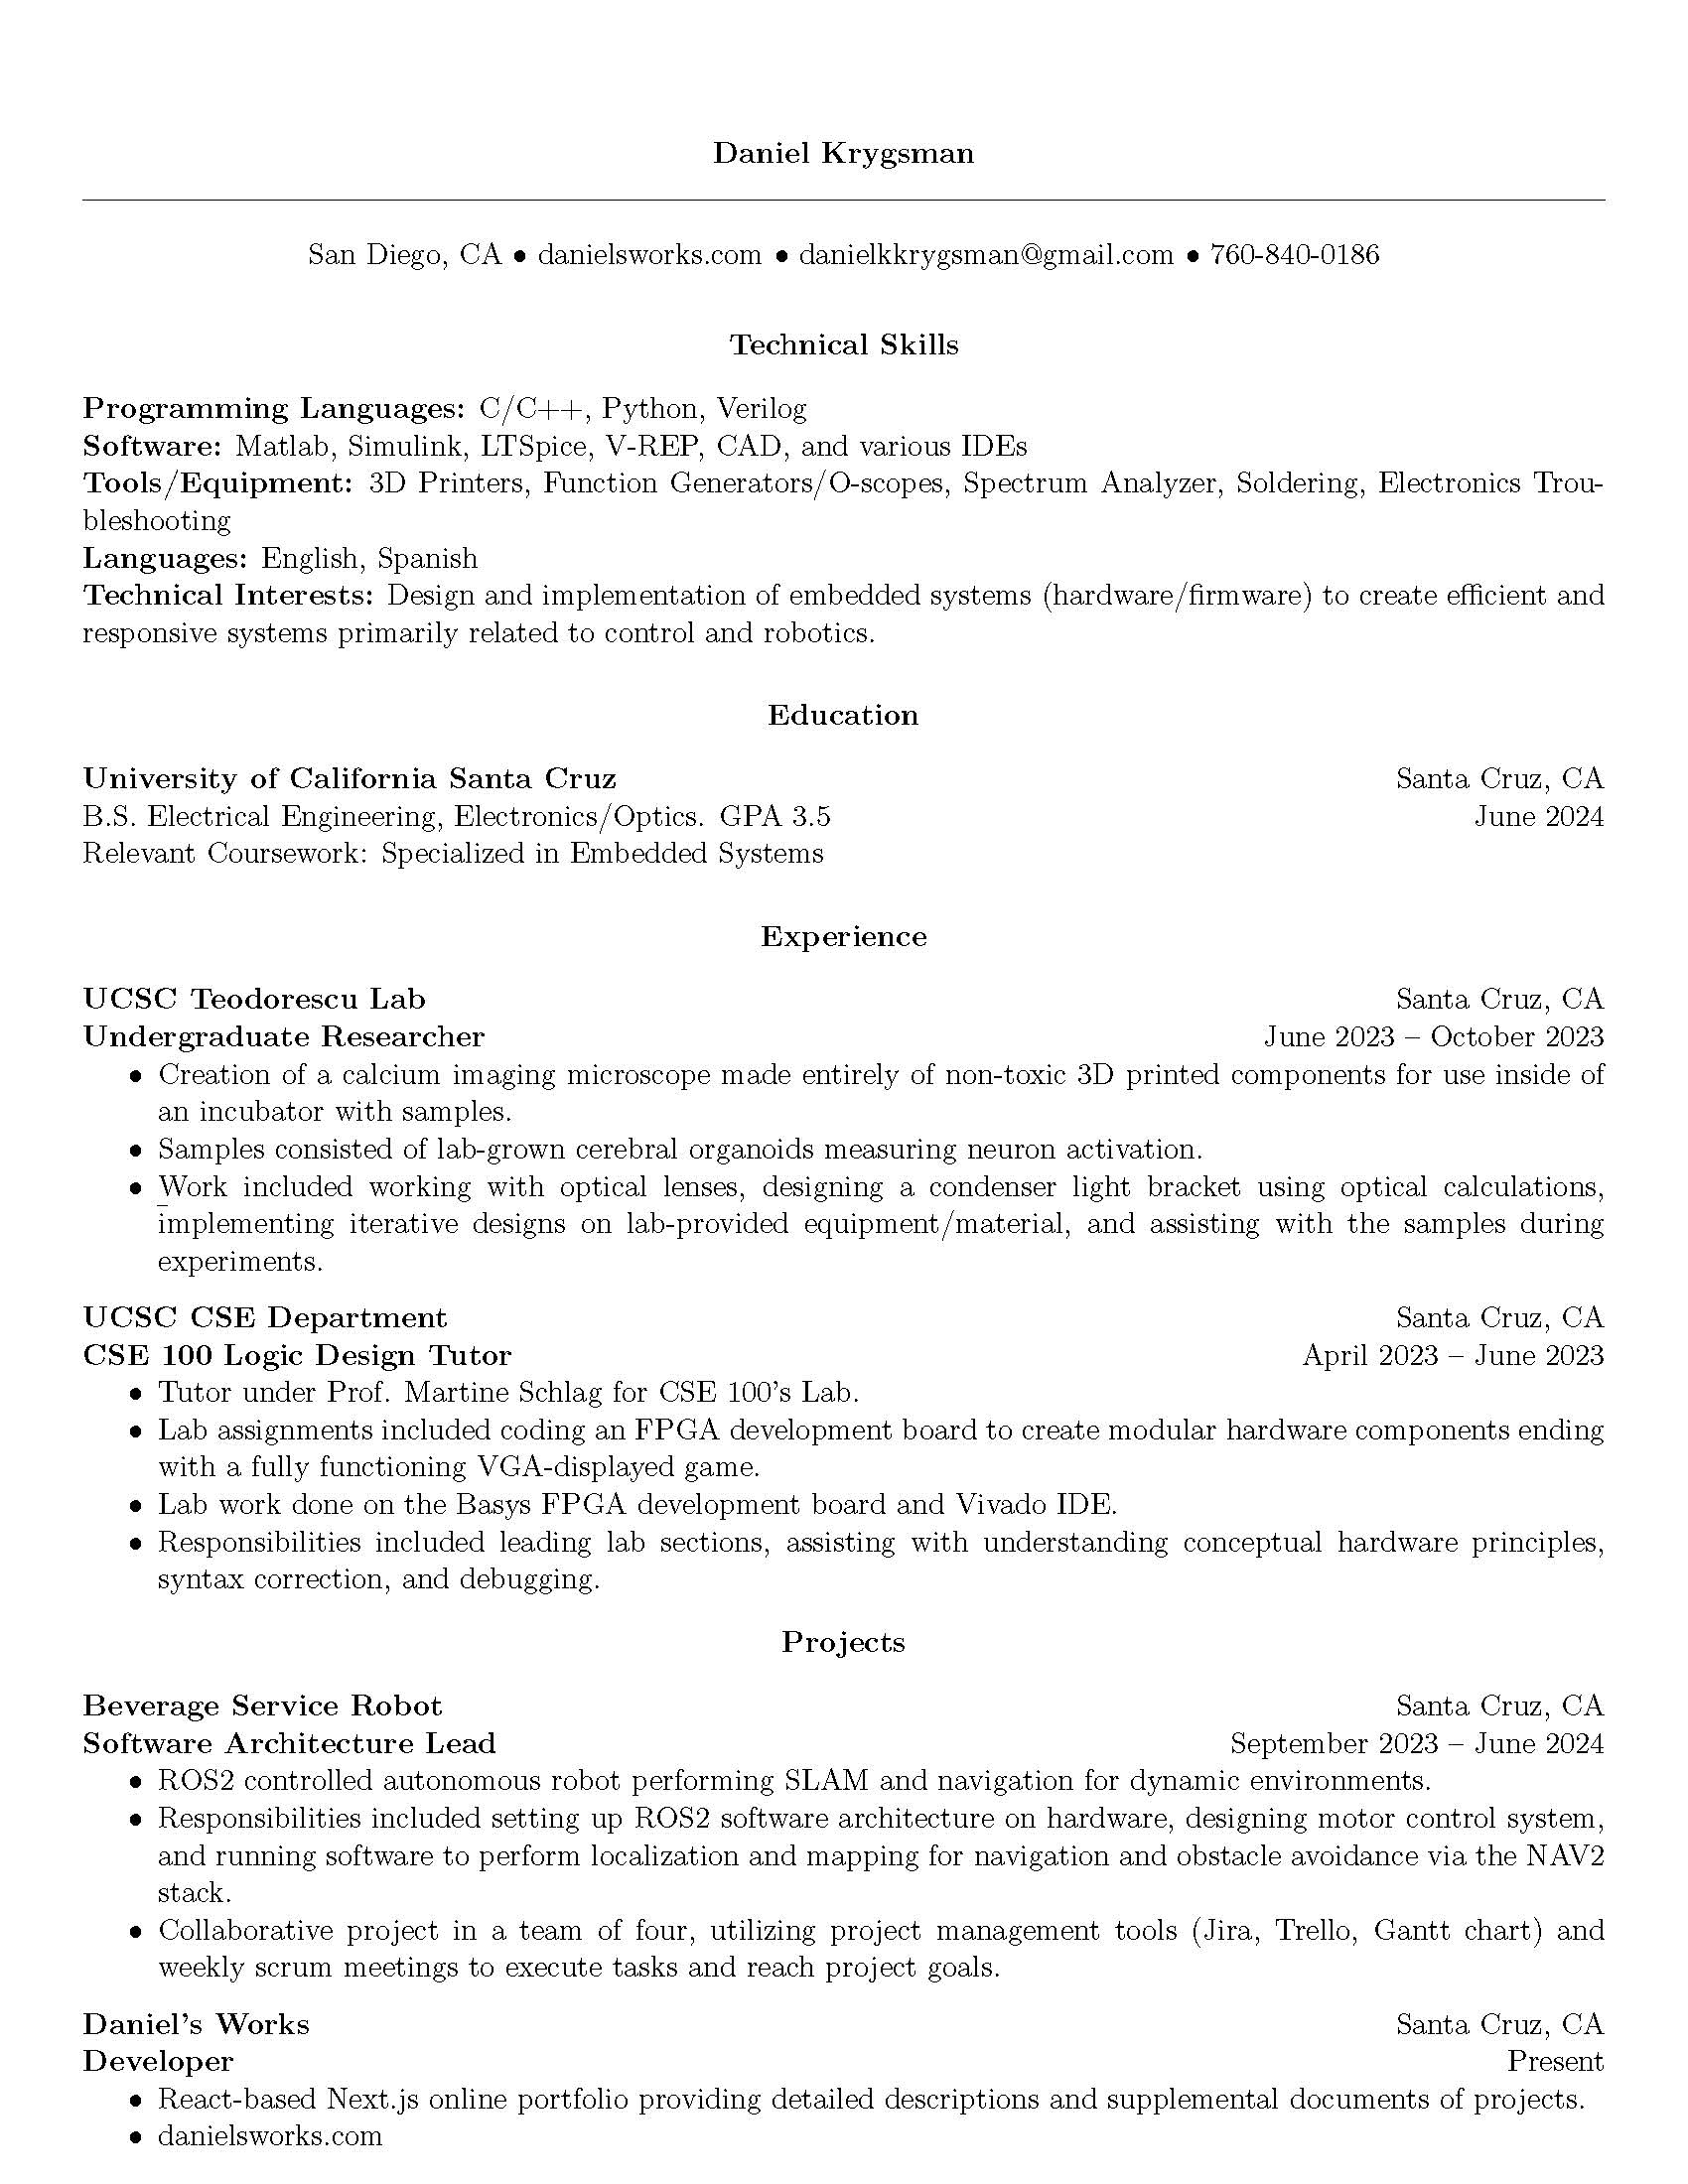 Daniel Krygsman
San Diego, CA • danielsworks.com • danielkkrygsman@gmail.com • 760-840-0186
Technical Skills
Programming Languages: C/C++, Python, Verilog
Software: Matlab, Simulink, LTSpice, V-REP, CAD, and various IDEs
Tools/Equipment: 3D Printers, Function Generators/O-scopes, Spectrum Analyzer, Soldering, Electronics Trou-
bleshooting
Languages: English, Spanish
Technical Interests: Design and implementation of embedded systems (hardware/firmware) to create efficient and
responsive systems primarily related to control and robotics.
Education
University of California Santa Cruz Santa Cruz, CA
B.S. Electrical Engineering, Electronics/Optics. GPA 3.5 June 2024
Relevant Coursework: Specialized in Embedded Systems
Experience
UCSC Teodorescu Lab Santa Cruz, CA
Undergraduate Researcher June 2023 – October 2023
• Creation of a calcium imaging microscope made entirely of non-toxic 3D printed components for use inside of
an incubator with samples.
• Samples consisted of lab-grown cerebral organoids measuring neuron activation.
• Work included working with optical lenses, designing a condenser light bracket using optical calculations,
implementing iterative designs on lab-provided equipment/material, and assisting with the samples during
experiments.
UCSC CSE Department Santa Cruz, CA
CSE 100 Logic Design Tutor April 2023 – June 2023
• Tutor under Prof. Martine Schlag for CSE 100's Lab.
• Lab assignments included coding an FPGA development board to create modular hardware components ending
with a fully functioning VGA-displayed game.
• Lab work done on the Basys FPGA development board and Vivado IDE.
• Responsibilities included leading lab sections, assisting with understanding conceptual hardware principles,
syntax correction, and debugging.
Projects
Beverage Service Robot Santa Cruz, CA
Software Architecture Lead September 2023 – June 2024
• ROS2 controlled autonomous robot performing SLAM and navigation for dynamic environments.
• Responsibilities included setting up ROS2 software architecture on hardware, designing motor control system,
and running software to perform localization and mapping for navigation and obstacle avoidance via the NAV2
stack.
• Collaborative project in a team of four, utilizing project management tools (Jira, Trello, Gantt chart) and
weekly scrum meetings to execute tasks and reach project goals.
Daniel's Works Santa Cruz, CA
Developer Present
• React-based Next.js online portfolio providing detailed descriptions and supplemental documents of projects.
• danielsworks.com